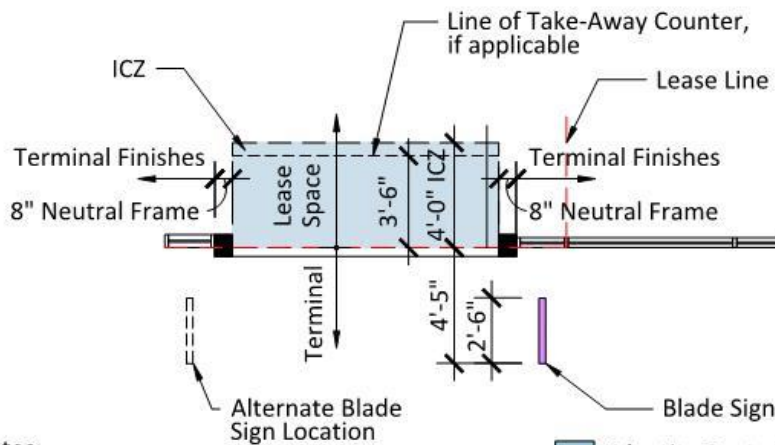 Line of Take-Away Counter,
if applicable
ICZ
Lease Line
Terminal Finishes
Terminal Finishes
8" Neutral Frame
8" Neutral Frame
Lease
Space
3'-6"
4'-0" ICZ
Terminal
4'-5"
2'-6"
Alternate Blade
Sign Location
Blade Sign